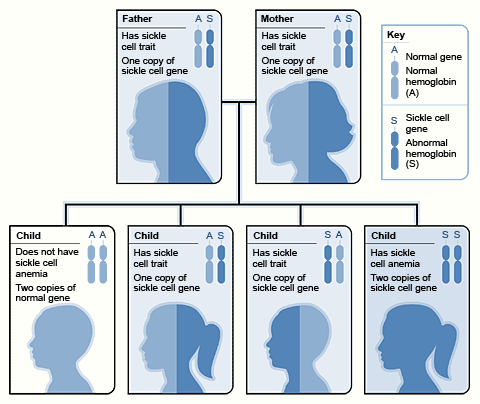 Father
A S
Has sickle
cell trait
One copy of
sickle cell gene
Mother
A S
Has sickle
cell trait
One copy of
sickle cell gene
Key
A
Normal gene
Normal
hemoglobin
(A)
S
Sickle cell
gene
Abnormal
hemoglobin
(S)
Child
A A
Does not have
sickle cell
anemia
Two copies of
normal gene
Child
A S
Has sickle
cell trait
One copy of
sickle cell gene
Child
S A
Has sickle
cell trait
One copy of
sickle cell gene
Child
S S
Has sickle
cell anemia
Two copies of
sickle cell gene